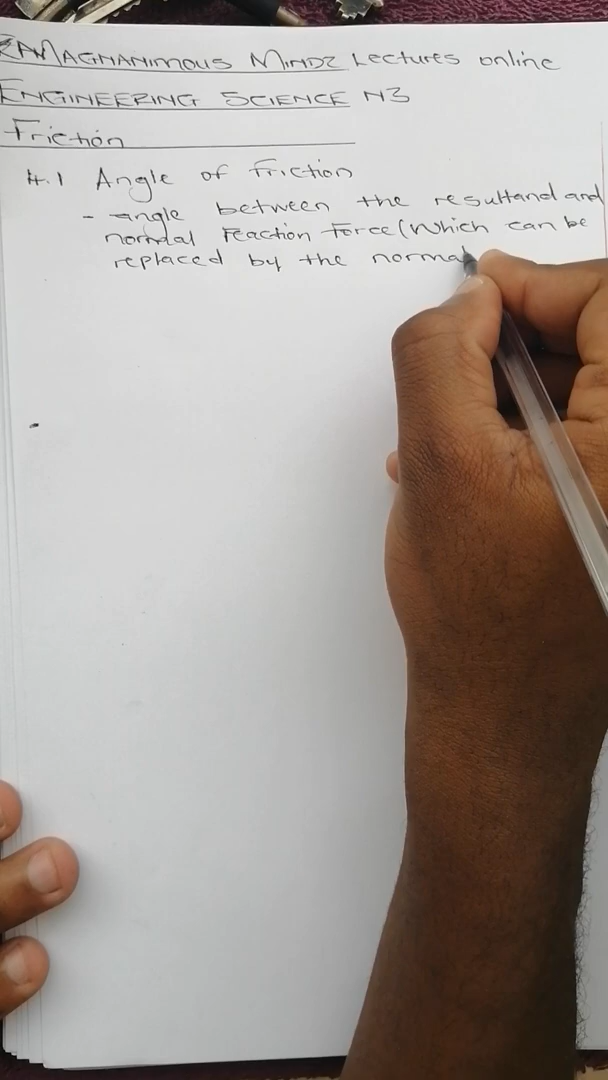 ZAMAGNANIMOUS MINDZ Lectures online
ENGINEERING SCIENCE N3
Friction
4.1 Angle of friction
- angle between the resultand and
normal reaction force (which can be
replaced by the normal